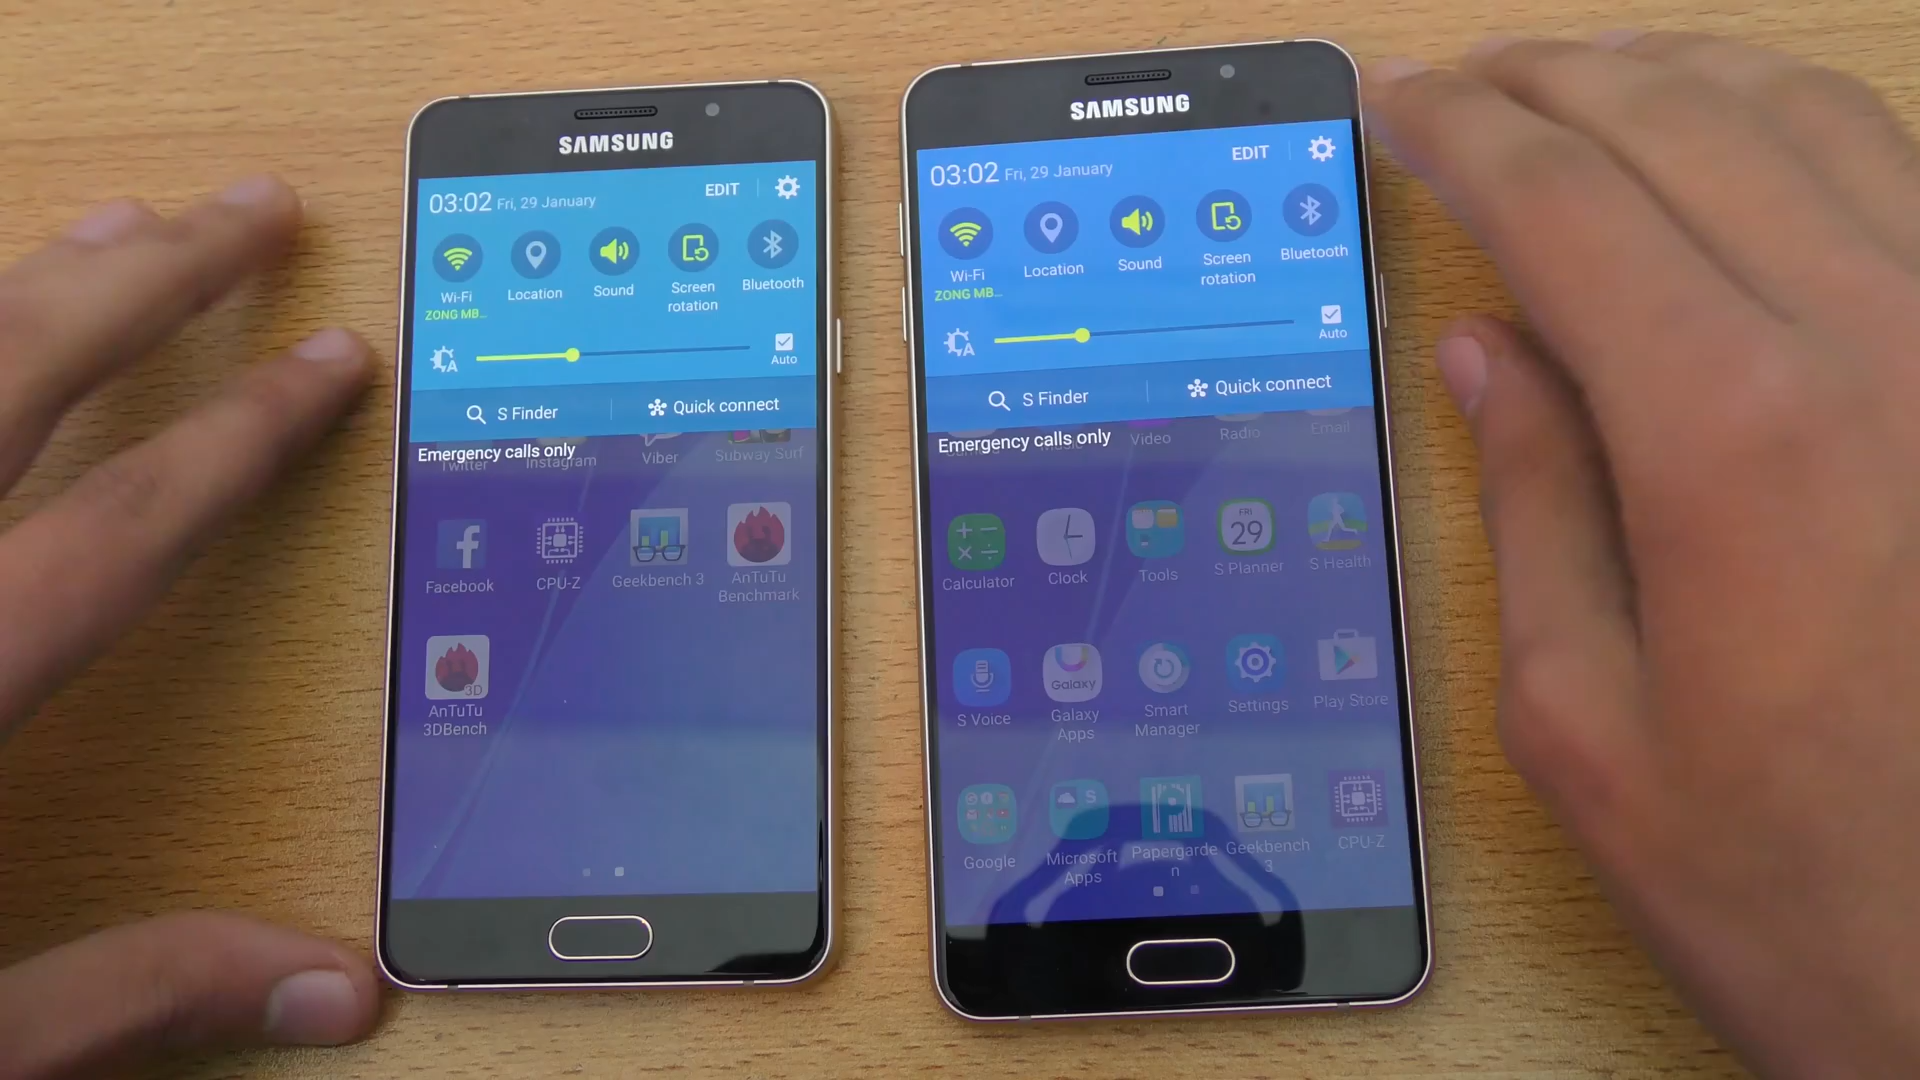 SAMSUNG
03:02 Fri, 29 January
EDIT
Wi-Fi
ZONG MB...
Location
Sound
Screen
rotation
Bluetooth
A
Auto
S Finder
Quick connect
Emergency calls only
Twitter
Instagram
Viber
Subway Surf
Facebook
CPU-Z
Geekbench 3
AnTuTu
Benchmark
3D
AnTuTu
3DBench
SAMSUNG
03:02 Fri, 29 January
EDIT
Wi-Fi
ZONG MB...
Location
Sound
Screen
rotation
Bluetooth
A
Auto
S Finder
Quick connect
Emergency calls only
Video
Radio
Email
Calculator
Clock
Tools
FRI
29
S Planner
S Health
S Voice
Galaxy
Galaxy
Apps
Smart
Manager
Settings
Play Store
Google
S
Microsoft
Apps
Papergarde
n
Geekbench
3
CPU-Z